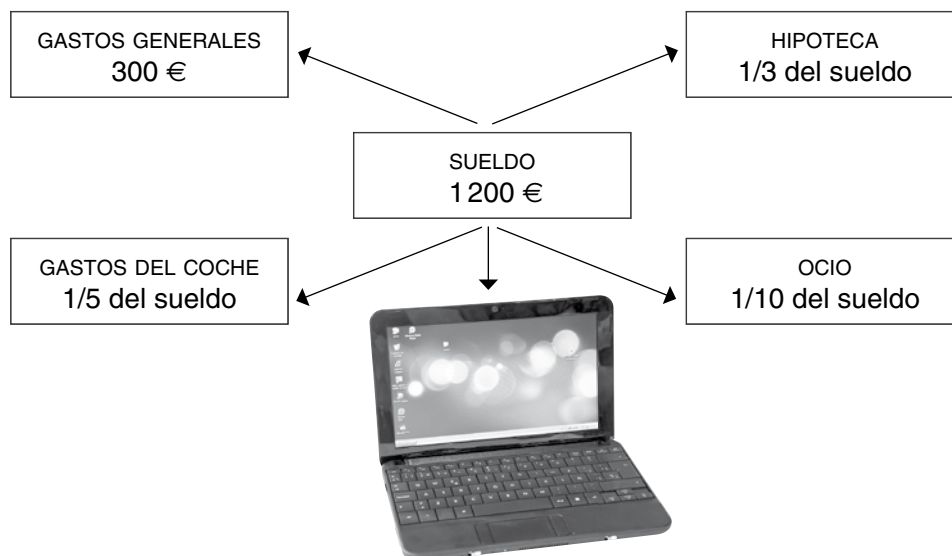 GASTOS GENERALES
300 €
HIPOTECA
1/3 del sueldo
SUELDO
1 200 €
GASTOS DEL COCHE
1/5 del sueldo
OCIO
1/10 del sueldo